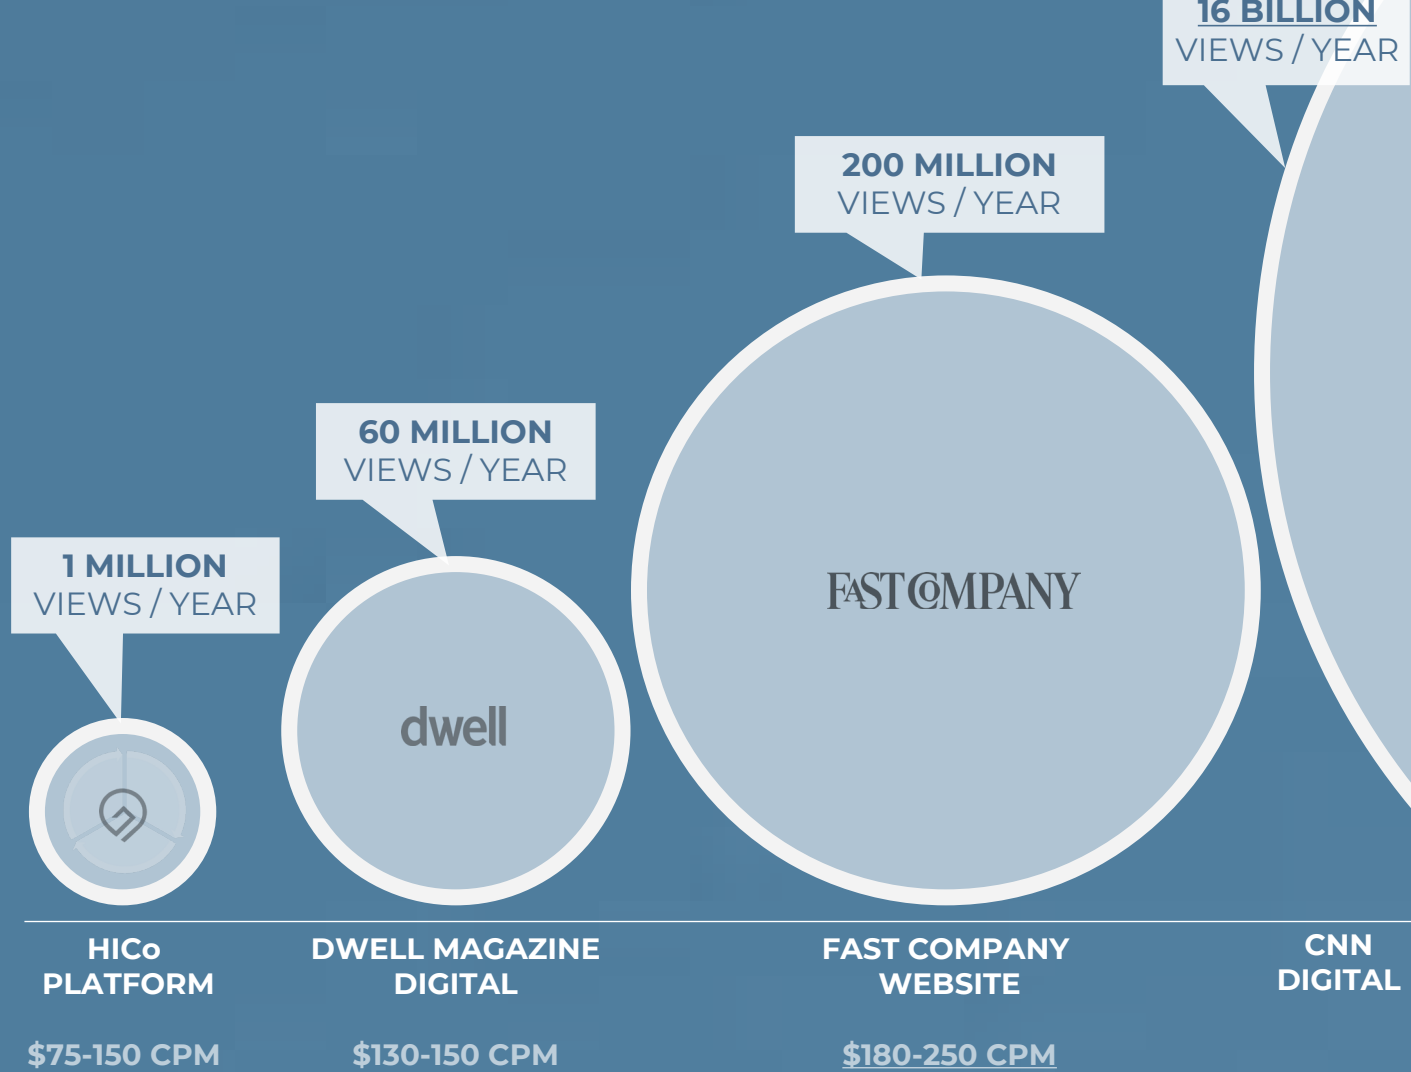 16 BILLION
VIEWS / YEAR
200 MILLION
VIEWS / YEAR
60 MILLION
VIEWS / YEAR
1 MILLION
VIEWS / YEAR
FAST COMPANY
dwell
HICo
PLATFORM
$75-150 CPM
DWELL MAGAZINE
DIGITAL
$130-150 CPM
FAST COMPANY
WEBSITE
$180-250 CPM
CNN
DIGITAL